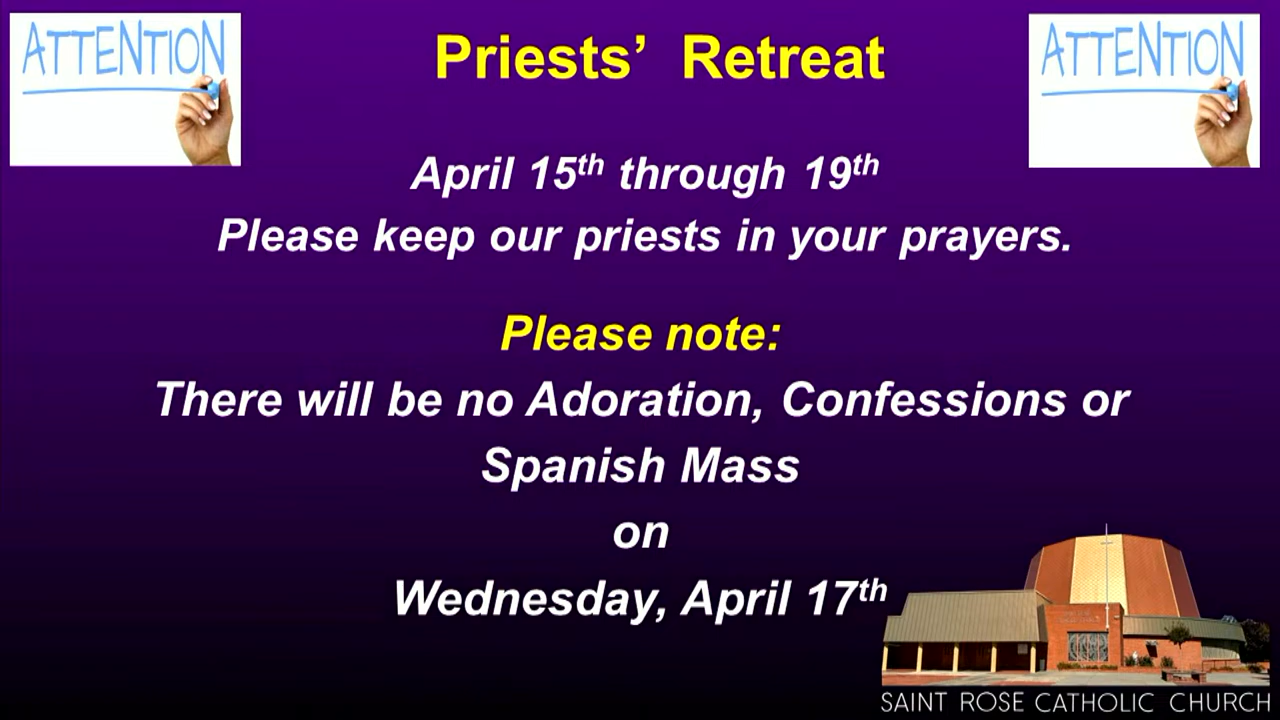 ATTENTION
Priests’ Retreat
ATTENTION
April 15th through 19th
Please keep our priests in your prayers.
Please note:
There will be no Adoration, Confessions or
Spanish Mass
on
Wednesday, April 17th
SAINT ROSE CATHOLIC CHURCH